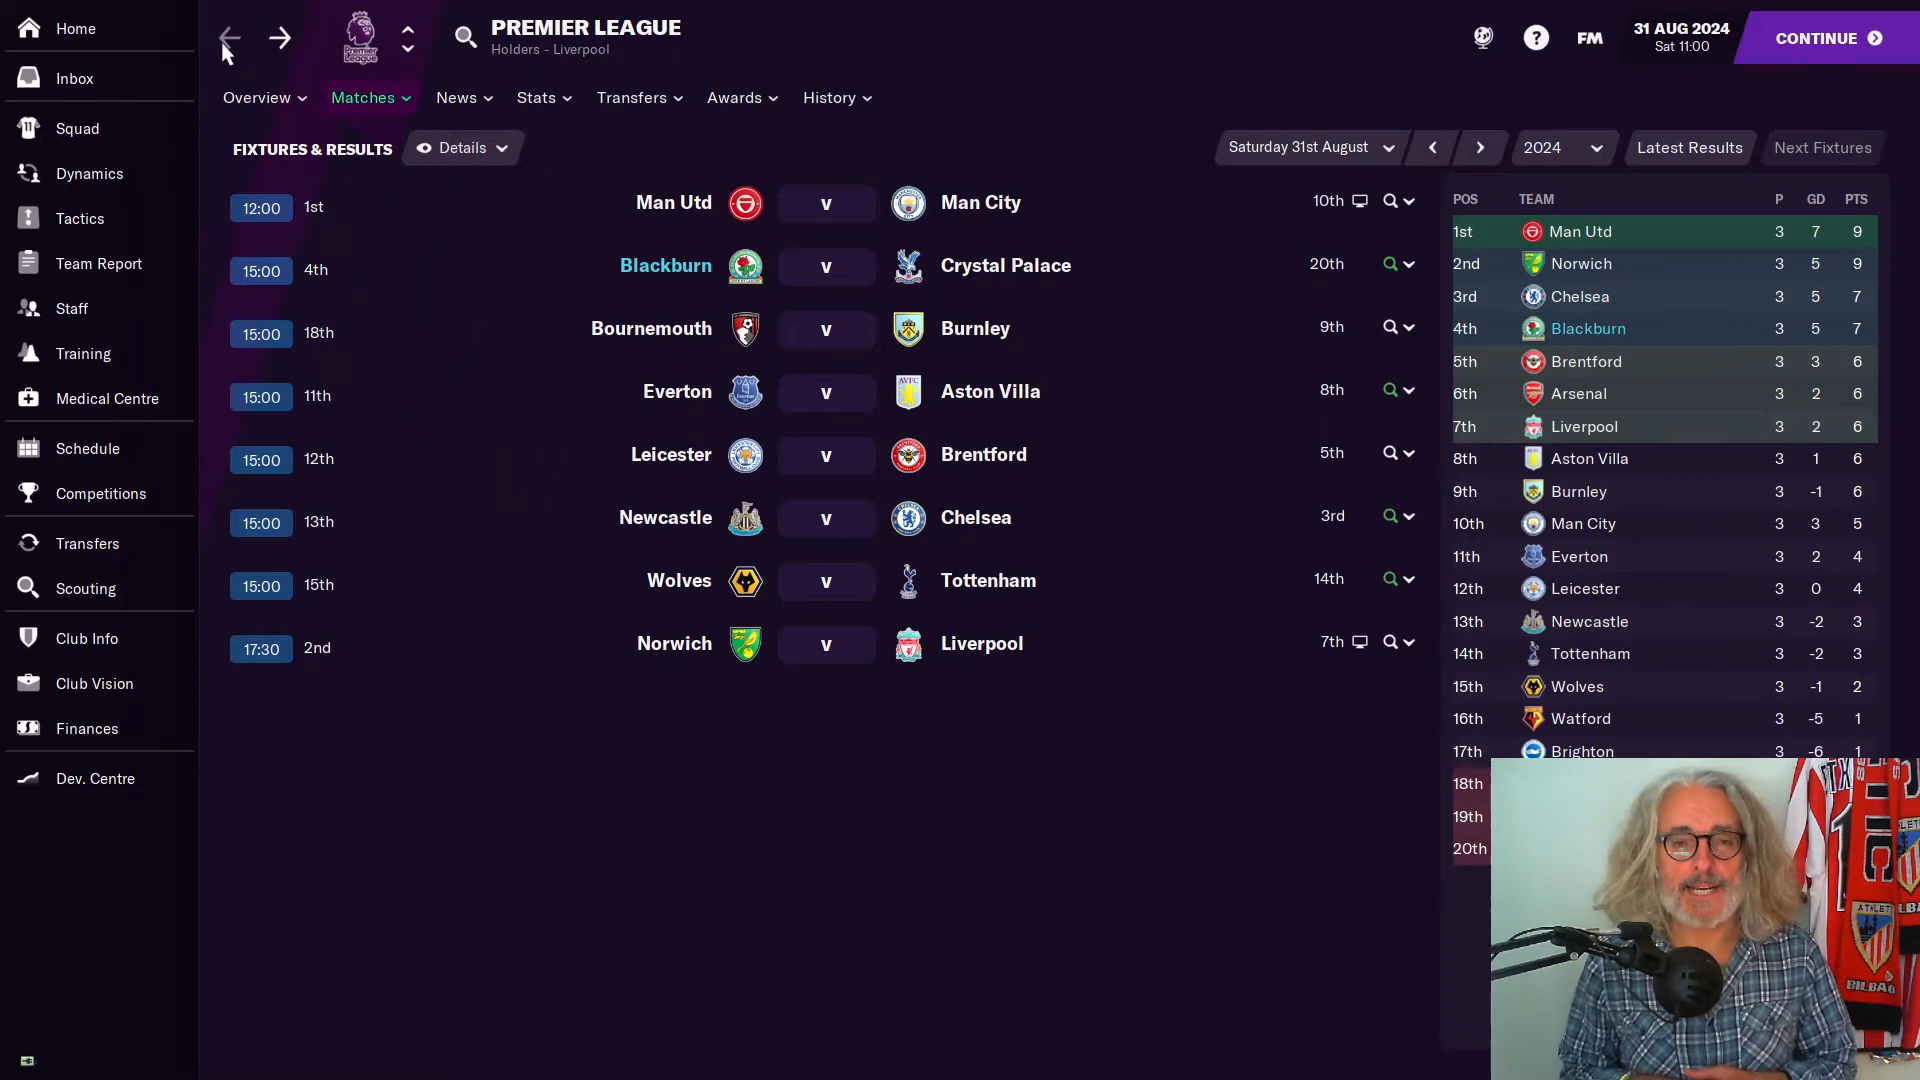 Home
Inbox
Squad
Dynamics
Tactics
Team Report
Staff
Training
Medical Centre
Schedule
Competitions
Transfers
Scouting
Club Info
Club Vision
Finances
Dev. Centre
Premier League
PREMIER LEAGUE
Holders - Liverpool
? FM 31 AUG 2024
Sat 11:00
CONTINUE
Overview Matches News Stats Transfers Awards History
FIXTURES & RESULTS Details Saturday 31st August 2024 Latest Results Next Fixtures
12:00 1st Man Utd v Man City 10th
15:00 4th Blackburn v Crystal Palace 20th
15:00 18th Bournemouth v Burnley 9th
15:00 11th Everton v Aston Villa 8th
15:00 12th Leicester v Brentford 5th
15:00 13th Newcastle v Chelsea 3rd
15:00 15th Wolves v Tottenham 14th
17:30 2nd Norwich v Liverpool 7th
POS TEAM P GD PTS
1st Man Utd 3 7 9
2nd Norwich 3 5 9
3rd Chelsea 3 5 7
4th Blackburn 3 5 7
5th Brentford 3 3 6
6th Arsenal 3 2 6
7th Liverpool 3 2 6
8th Aston Villa 3 1 6
9th Burnley 3 -1 6
10th Man City 3 3 5
11th Everton 3 2 4
12th Leicester 3 0 4
13th Newcastle 3 -2 3
14th Tottenham 3 -2 3
15th Wolves 3 -1 2
16th Watford 3 -5 1
17th Brighton 3 -6 1
18th
19th
20th
ATHLET
BILBAO